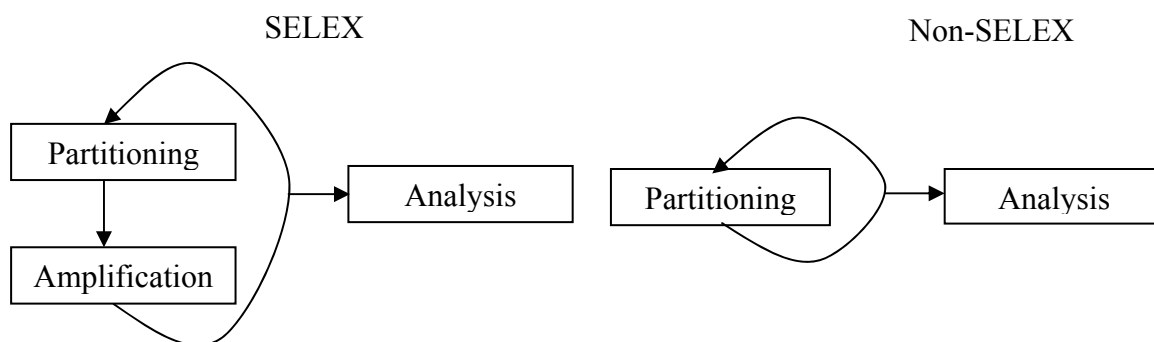 SELEX
Partitioning
Amplification
Analysis
Non-SELEX
Partitioning
Analysis